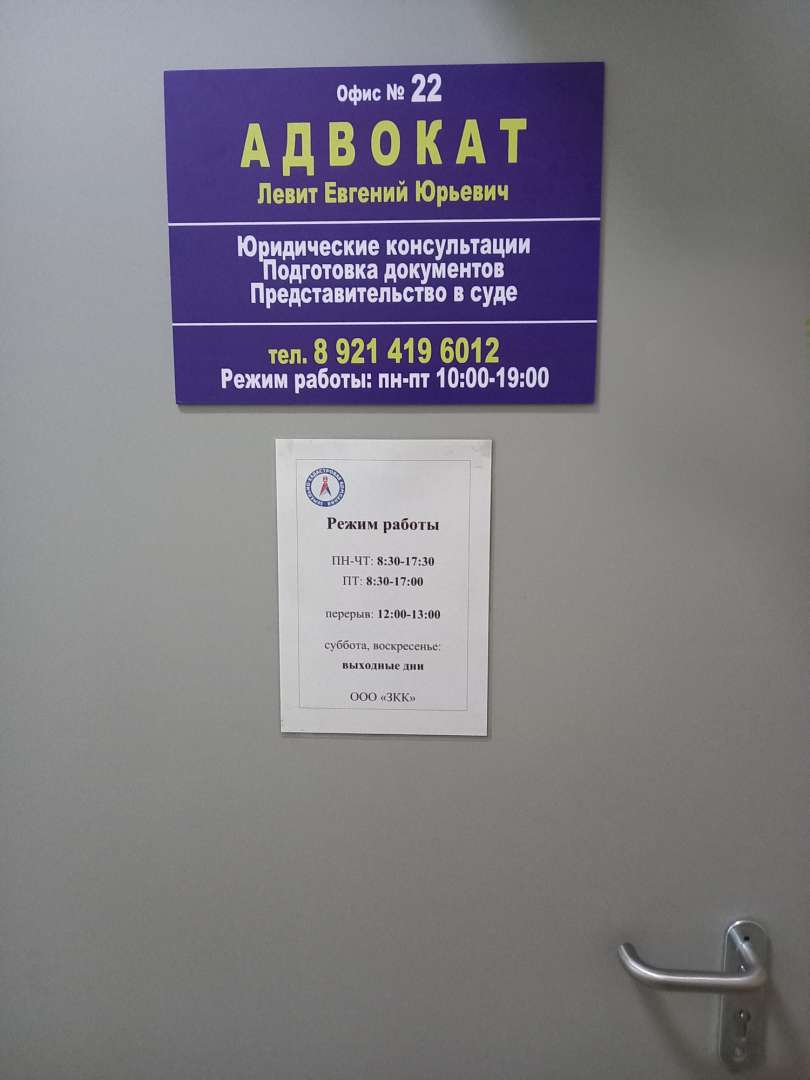 Офис № 22
АДВОКАТ
Левит Евгений Юрьевич
Юридические консультации
Подготовка документов
Представительство в суде
тел. 8 921 419 6012
Режим работы: пн-пт 10:00-19:00
Режим работы
ПН-ЧТ: 8:30-17:30
ПТ: 8:30-17:00
перерыв: 12:00-13:00
суббота, воскресенье:
выходные дни
ООО «ЗКК»